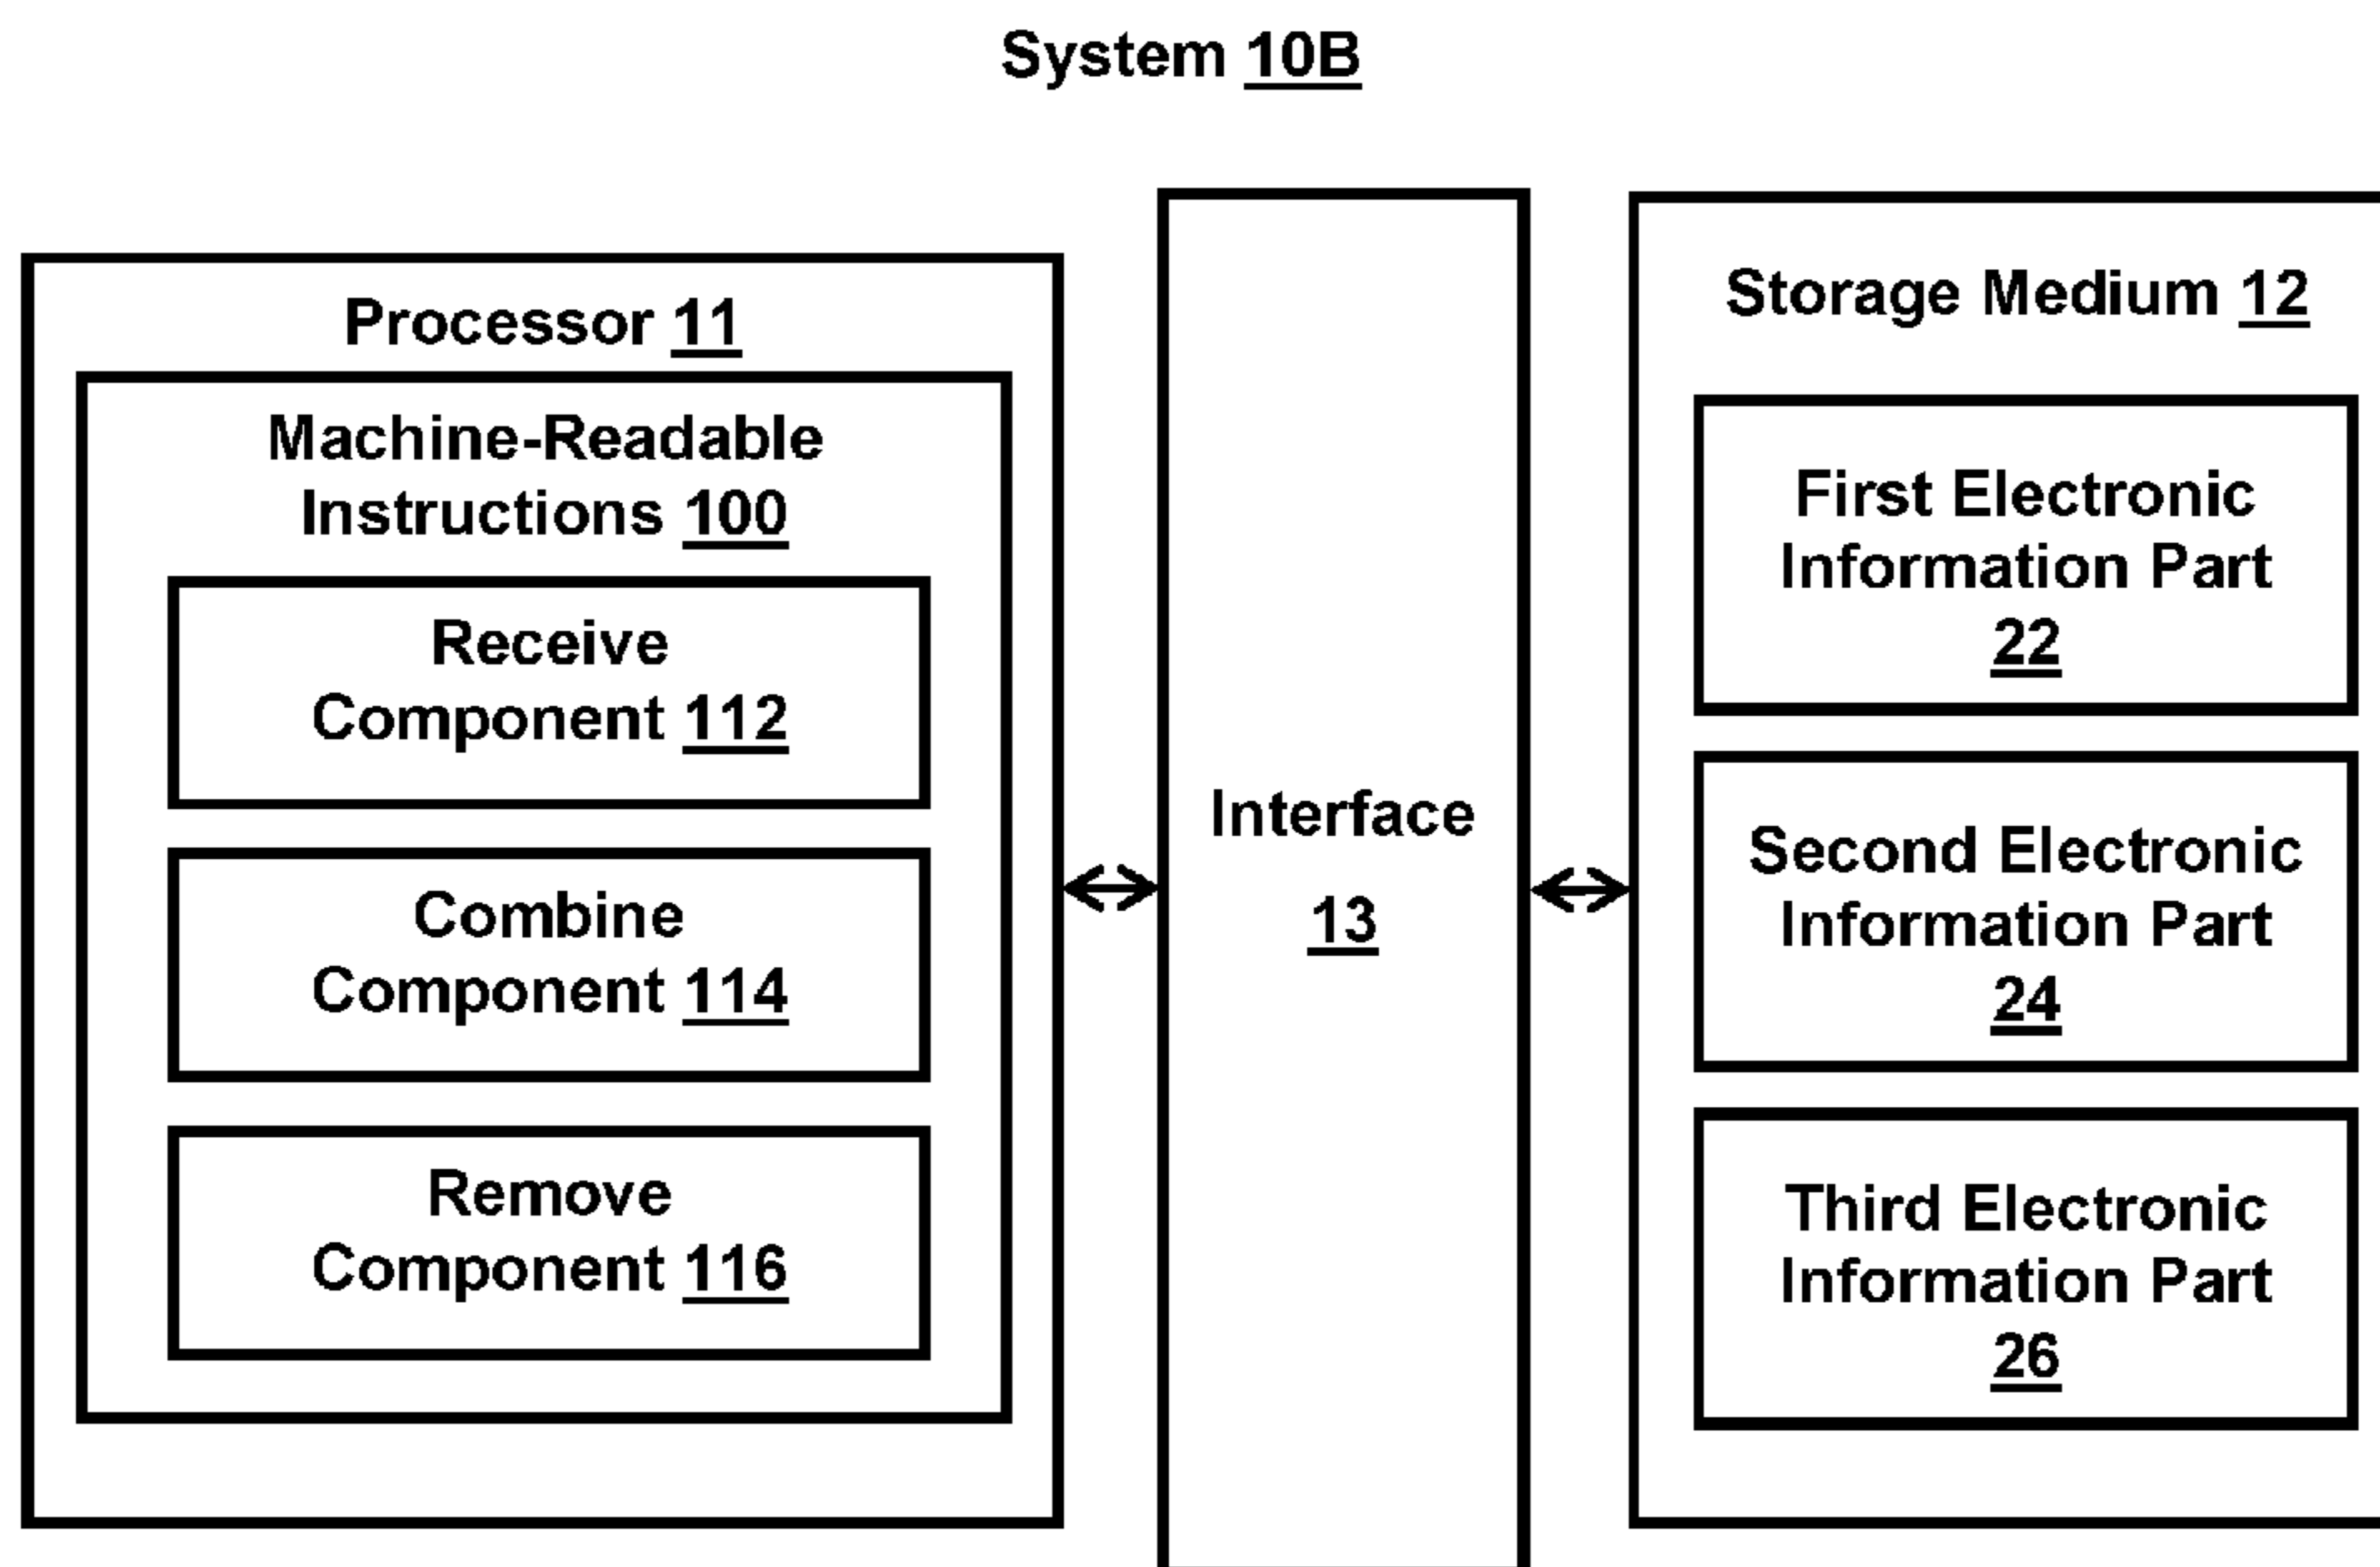 System 10B
Processor 11
Machine-Readable
Instructions 100
Receive
Component 112
Combine
Component 114
Remove
Component 116
Interface
13
Storage Medium 12
First Electronic
Information Part
22
Second Electronic
Information Part
24
Third Electronic
Information Part
26